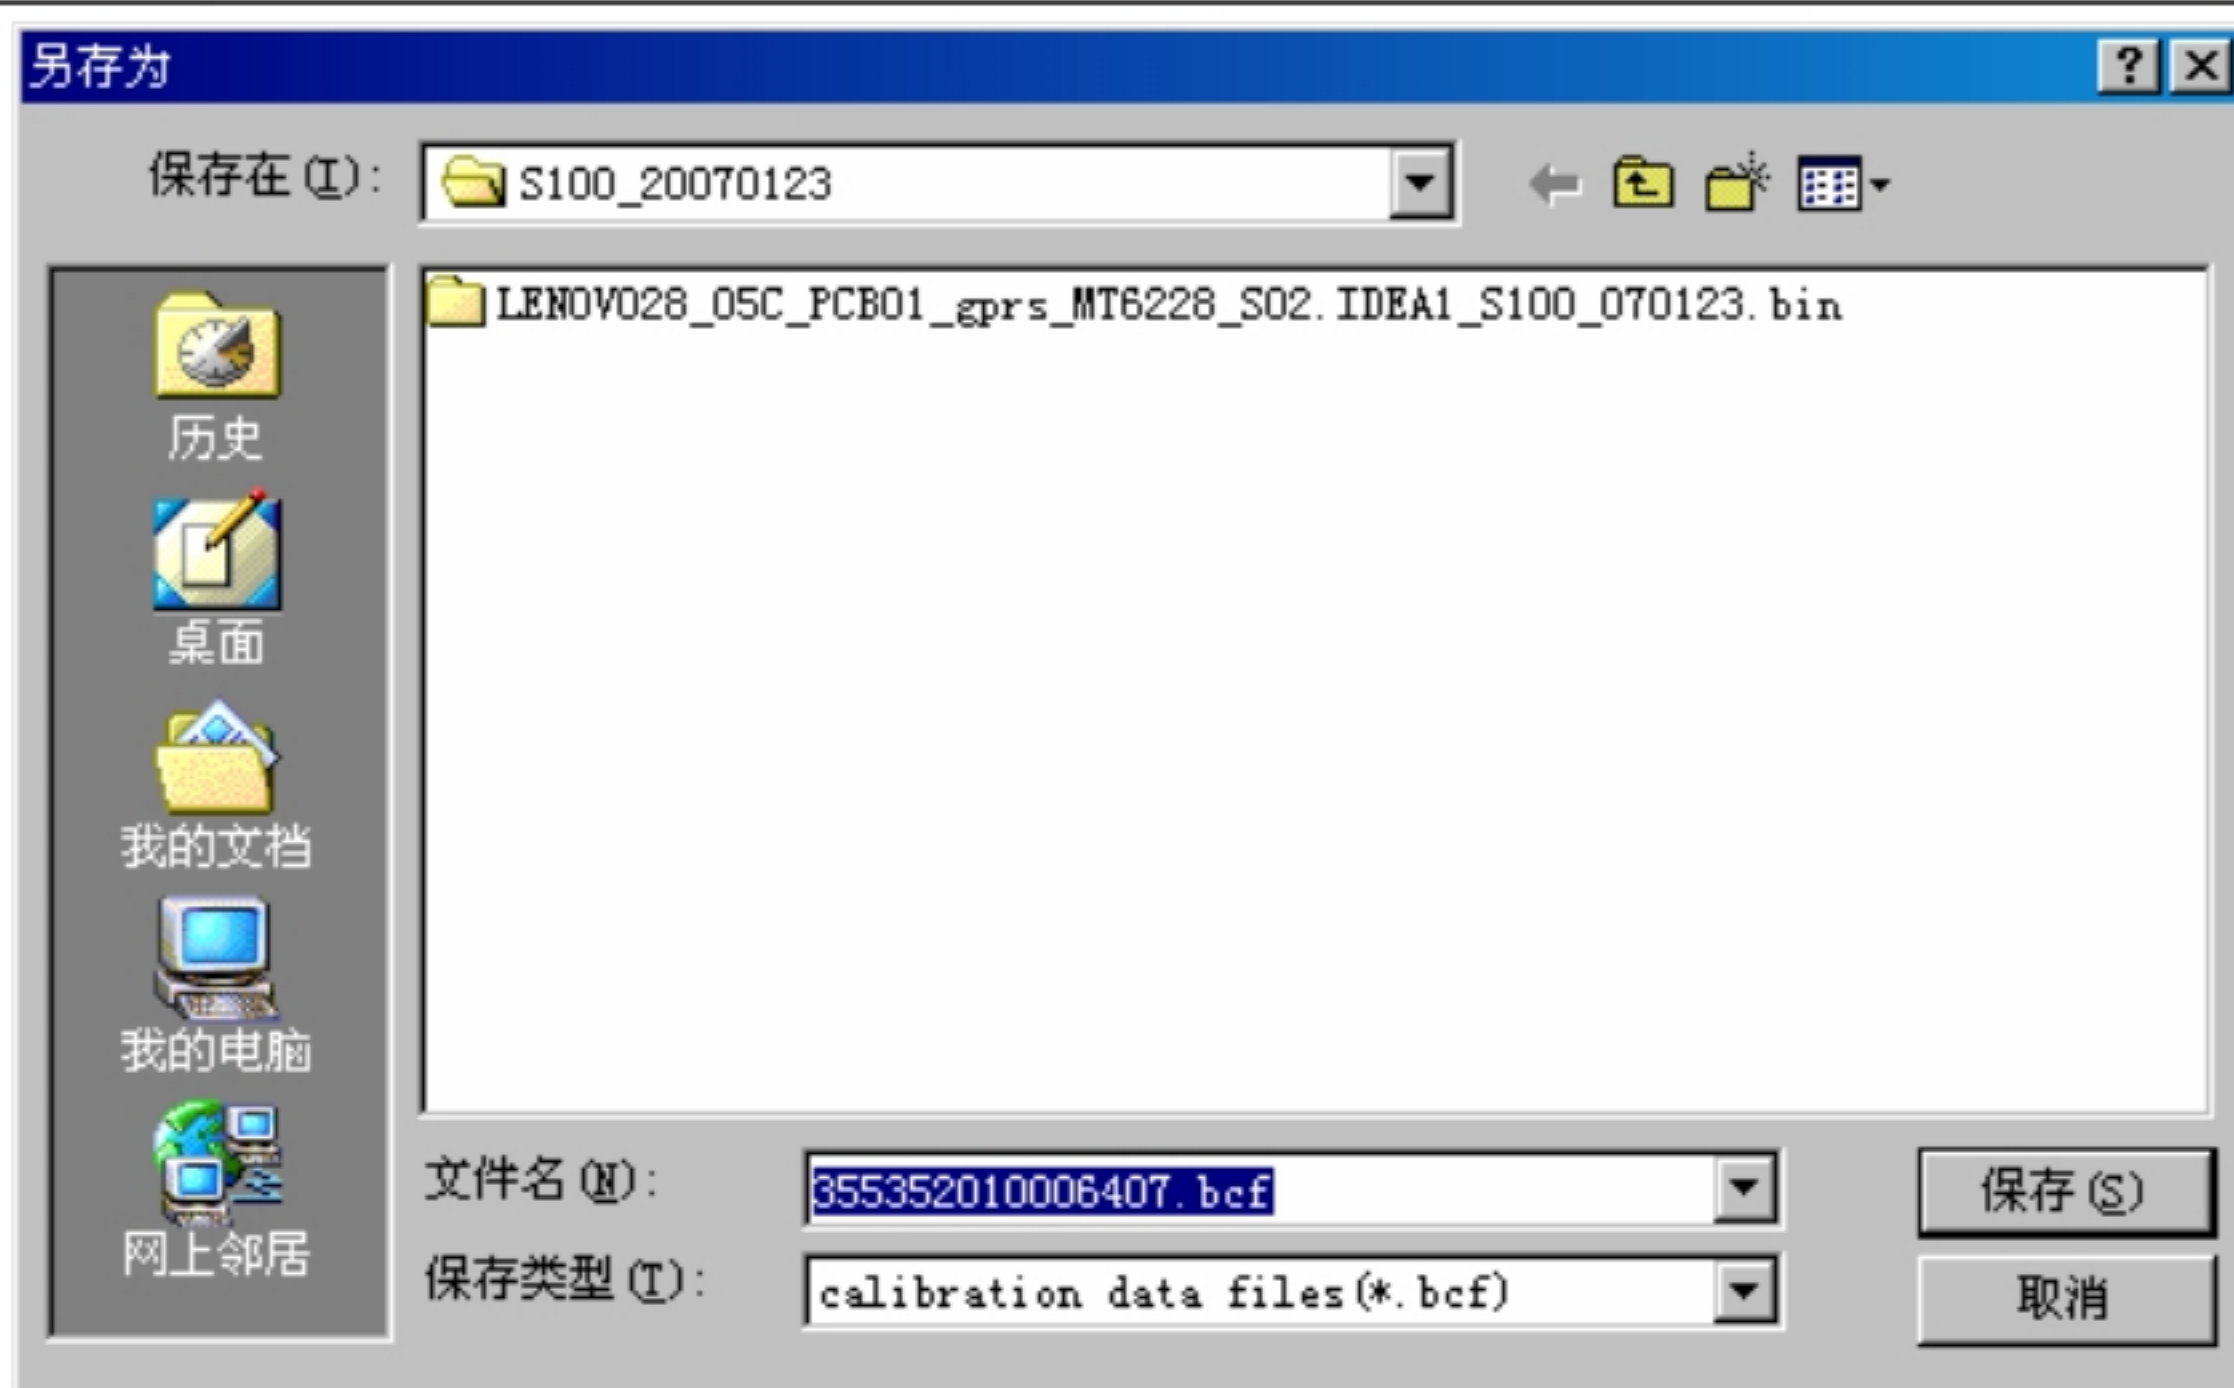 另存为
保存在(I):
S100_20070123
LENOVO28_05C_PCB01_gprs_MT6228_S02.IDEA1_S100_070123.bin
历史
桌面
我的文档
我的电脑
网上邻居
文件名(N):
355352010006407.bcf
保存(S)
保存类型(T):
calibration data files(*.bcf)
取消